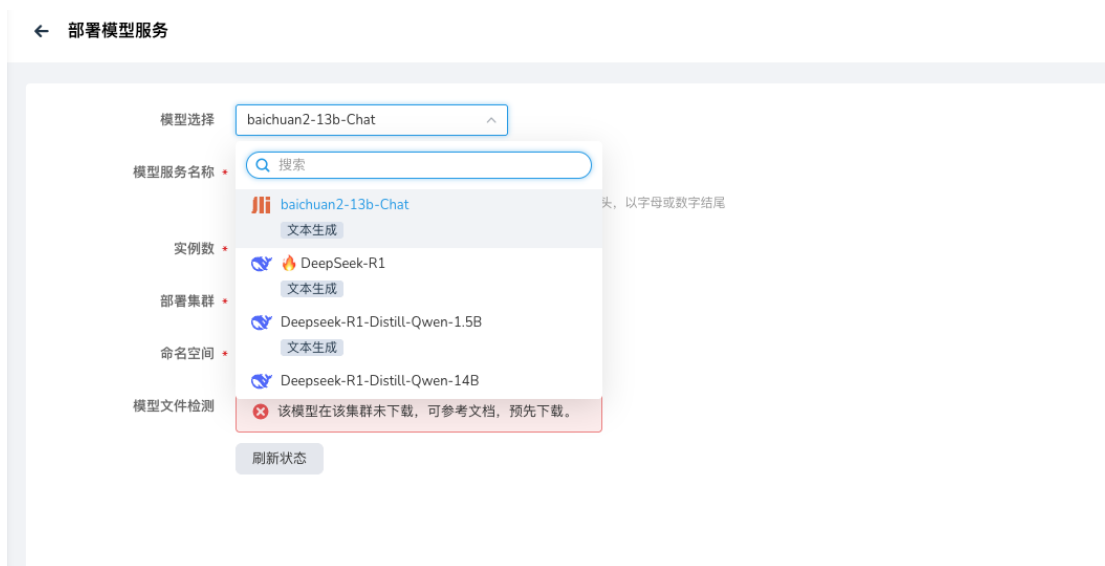 部署模型服务
模型选择
baichuan2-13b-Chat
模型服务名称 *
搜索
baichuan2-13b-Chat
头，以字母或数字结尾
文本生成
实例数 *
🔥 DeepSeek-R1
文本生成
部署集群 *
Deepseek-R1-Distill-Qwen-1.5B
文本生成
命名空间 *
Deepseek-R1-Distill-Qwen-14B
模型文件检测
该模型在该集群未下载，可参考文档，预先下载。
刷新状态